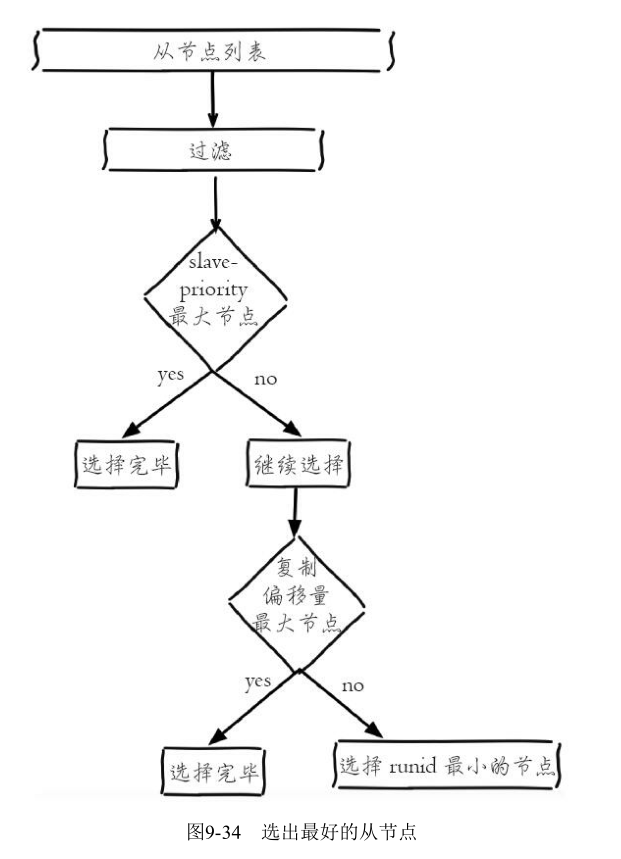 从节点列表
过滤
slave-
priority
最大节点
yes
no
选择完毕
继续选择
复制
偏移量
最大节点
yes
no
选择完毕
选择 runid 最小的节点
图9-34 选出最好的从节点